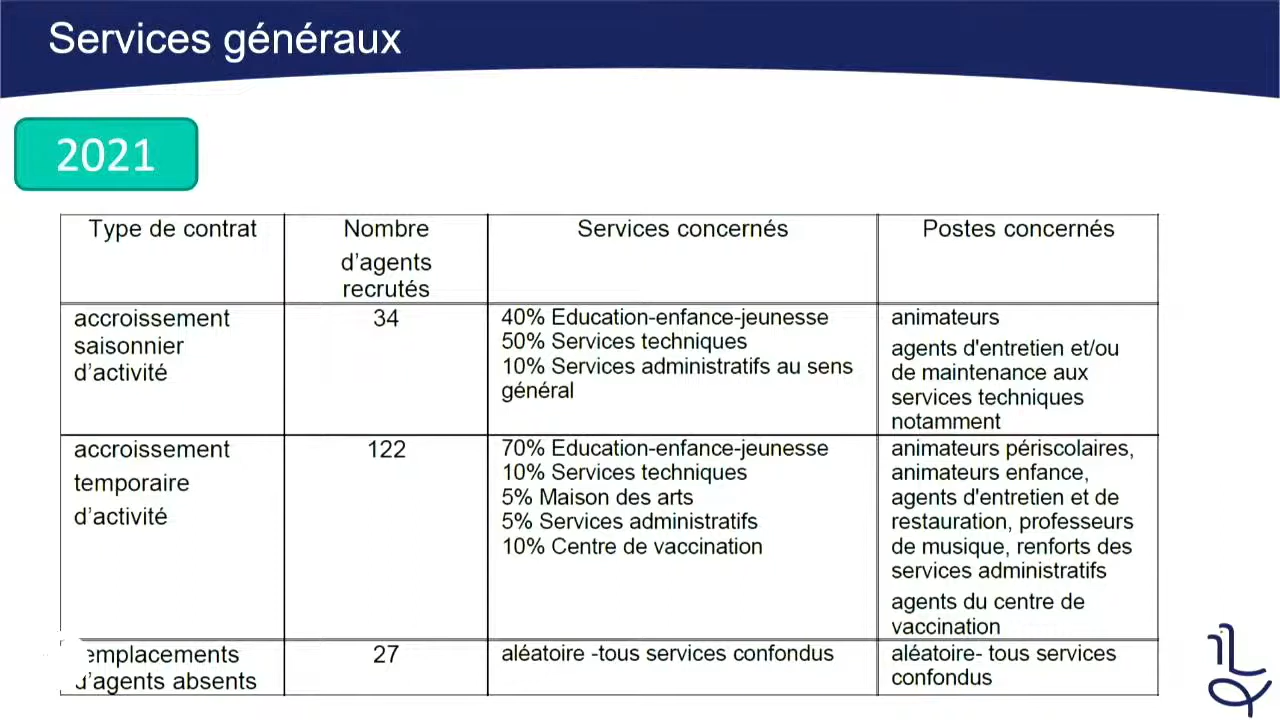 Services généraux
2021
Type de contrat
Nombre
d’agents
recrutés
Services concernés
Postes concernés
accroissement
saisonnier
d’activité
34
40% Education-enfance-jeunesse
50% Services techniques
10% Services administratifs au sens
général
animateurs
agents d'entretien et/ou
de maintenance aux
services techniques
notamment
accroissement
temporaire
d’activité
122
70% Education-enfance-jeunesse
10% Services techniques
5% Maison des arts
5% Services administratifs
10% Centre de vaccination
animateurs périscolaires,
animateurs enfance,
agents d'entretien et de
restauration, professeurs
de musique, renforts des
services administratifs
agents du centre de
vaccination
emplacements
d’agents absents
27
aléatoire -tous services confondus
aléatoire- tous services
confondus